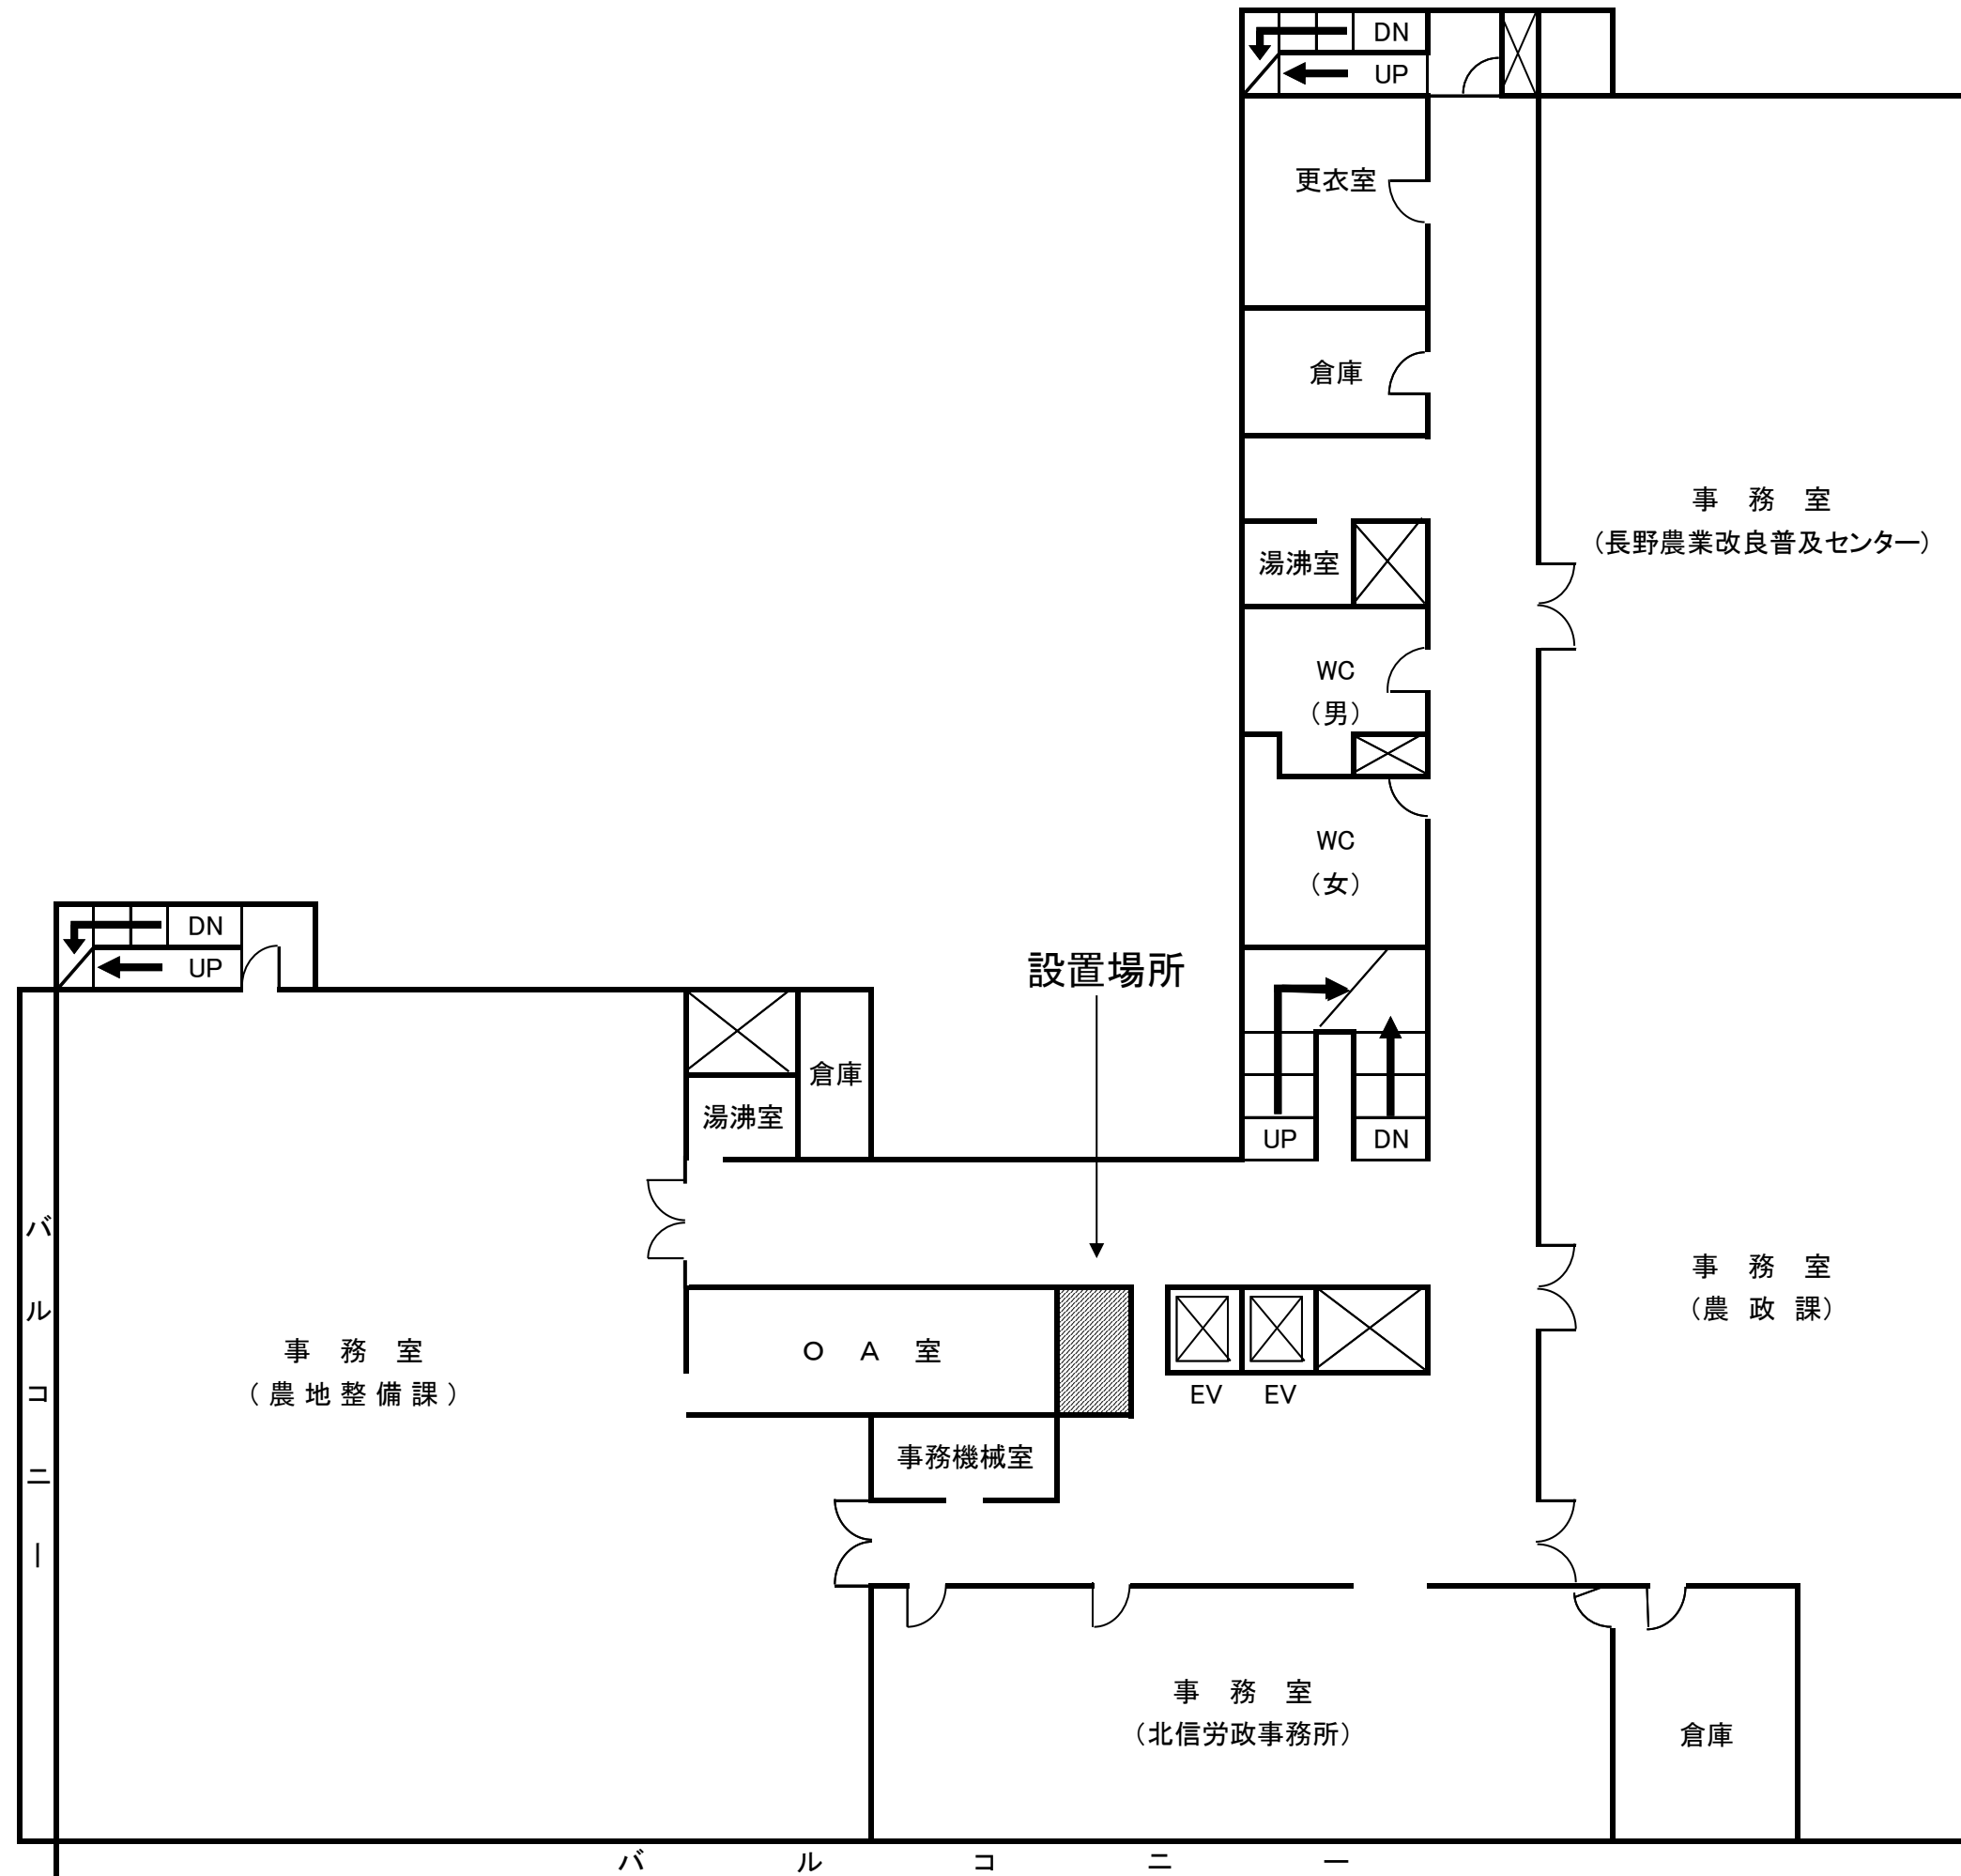 DN
UP
更衣室
倉庫
事　務　室
（長野農業改良普及センター）
湯沸室
WC
（男）
WC
（女）
DN
UP
設置場所
倉庫
湯沸室
UP
DN
バルコニー
事　務　室
（農　政　課）
事　務　室
（農地整備課）
Ｏ　Ａ　室
EV
EV
事務機械室
事　務　室
（北信労政事務所）
倉庫
バルコニー